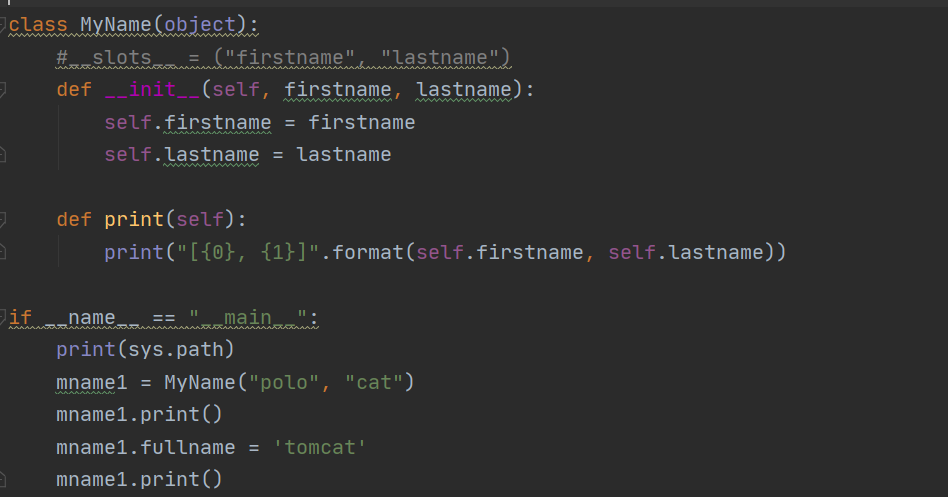 class MyName(object):
    #__slots__ = ("firstname", "lastname")
    def __init__(self, firstname, lastname):
        self.firstname = firstname
        self.lastname = lastname

    def print(self):
        print("[{0}, {1}]".format(self.firstname, self.lastname))

if __name__ == "__main__":
    print(sys.path)
    mname1 = MyName("polo", "cat")
    mname1.print()
    mname1.fullname = 'tomcat'
    mname1.print()